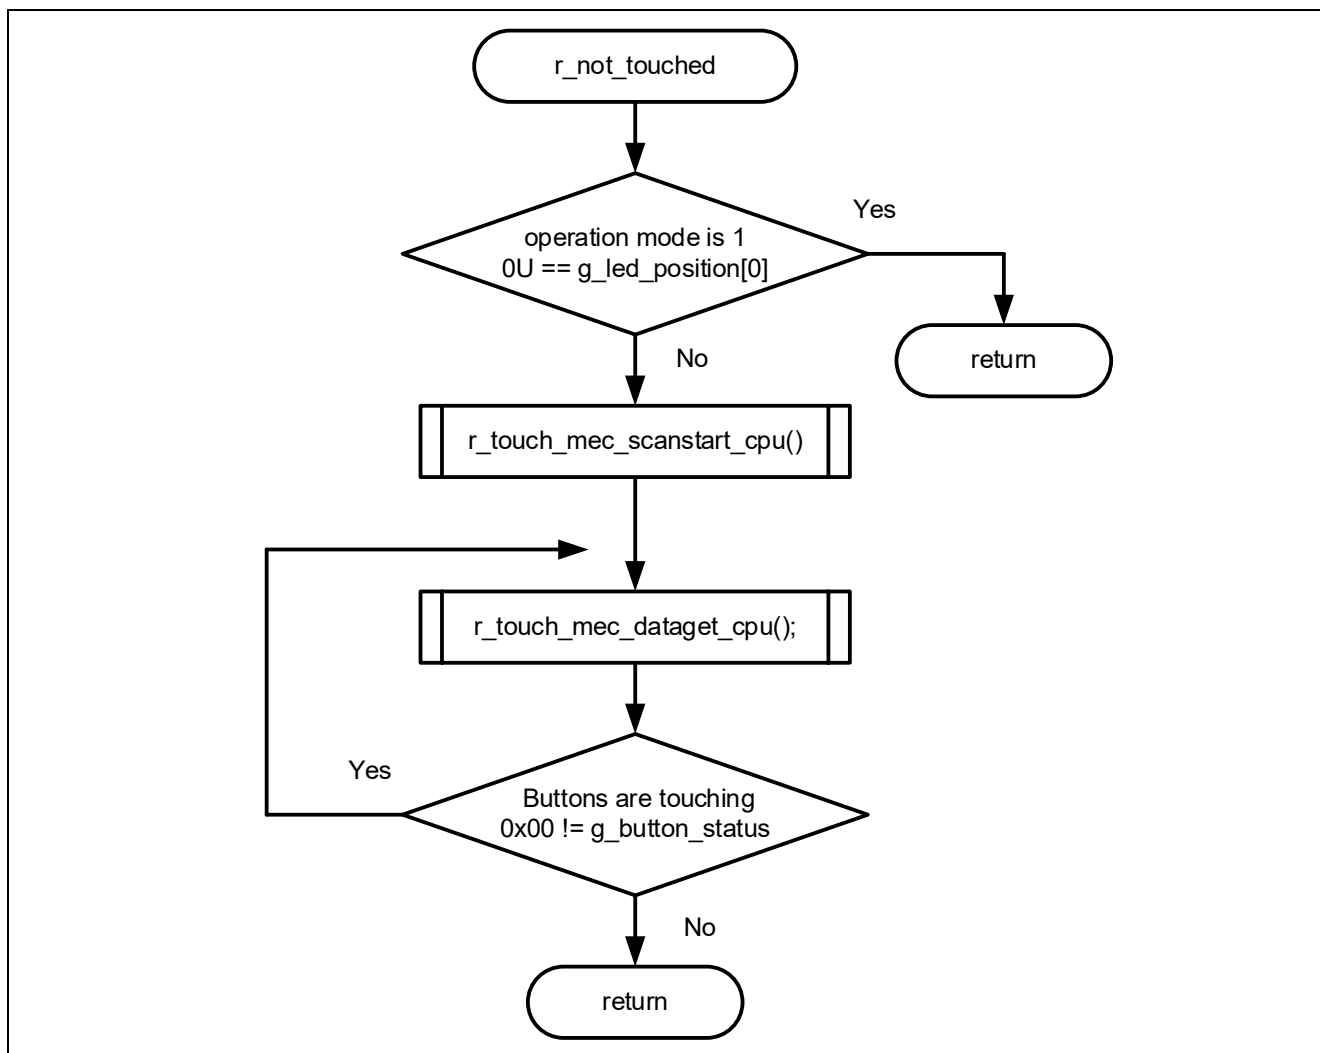 r_not_touched
operation mode is 1
0U == g_led_position[0]
Yes
return
No
r_touch_mec_scanstart_cpu()
r_touch_mec_dataget_cpu();
Yes
Buttons are touching
0x00 != g_button_status
No
return